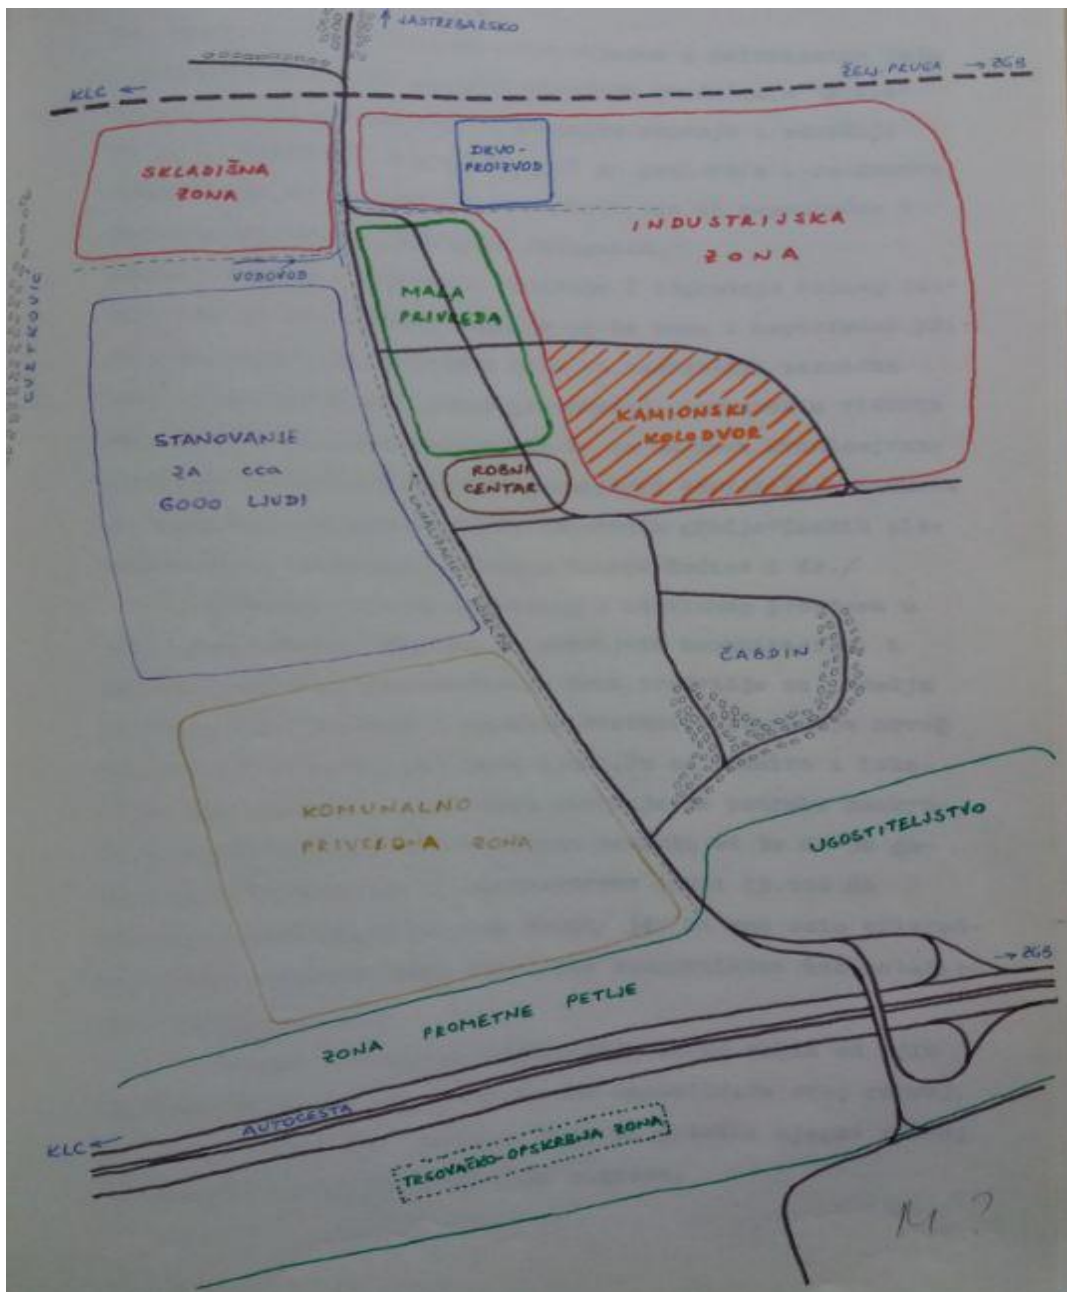 ↑ JASTREBARSKO
KLC ←
ŽELJ. PRUGA → ZGB
SKLADIŠNA
ZONA
DRVO-
PROIZVOD
INDUSTRIJSKA
ZONA
VODOVOD
CVETKOVIĆ
MALA
PRIVREDA
KAMIONSKI
KOLODVOR
STANOVANJE
ZA cca
6000 LJUDI
ROBNI
CENTAR
ČABDIN
KOMUNALNO
PRIVREDNA ZONA
UGOSTITELJSTVO
→ ZGB
ZONA PROMETNE PETLJE
KLC ←
AUTOCESTA
TRGOVAČKO-OPSKRBNA ZONA